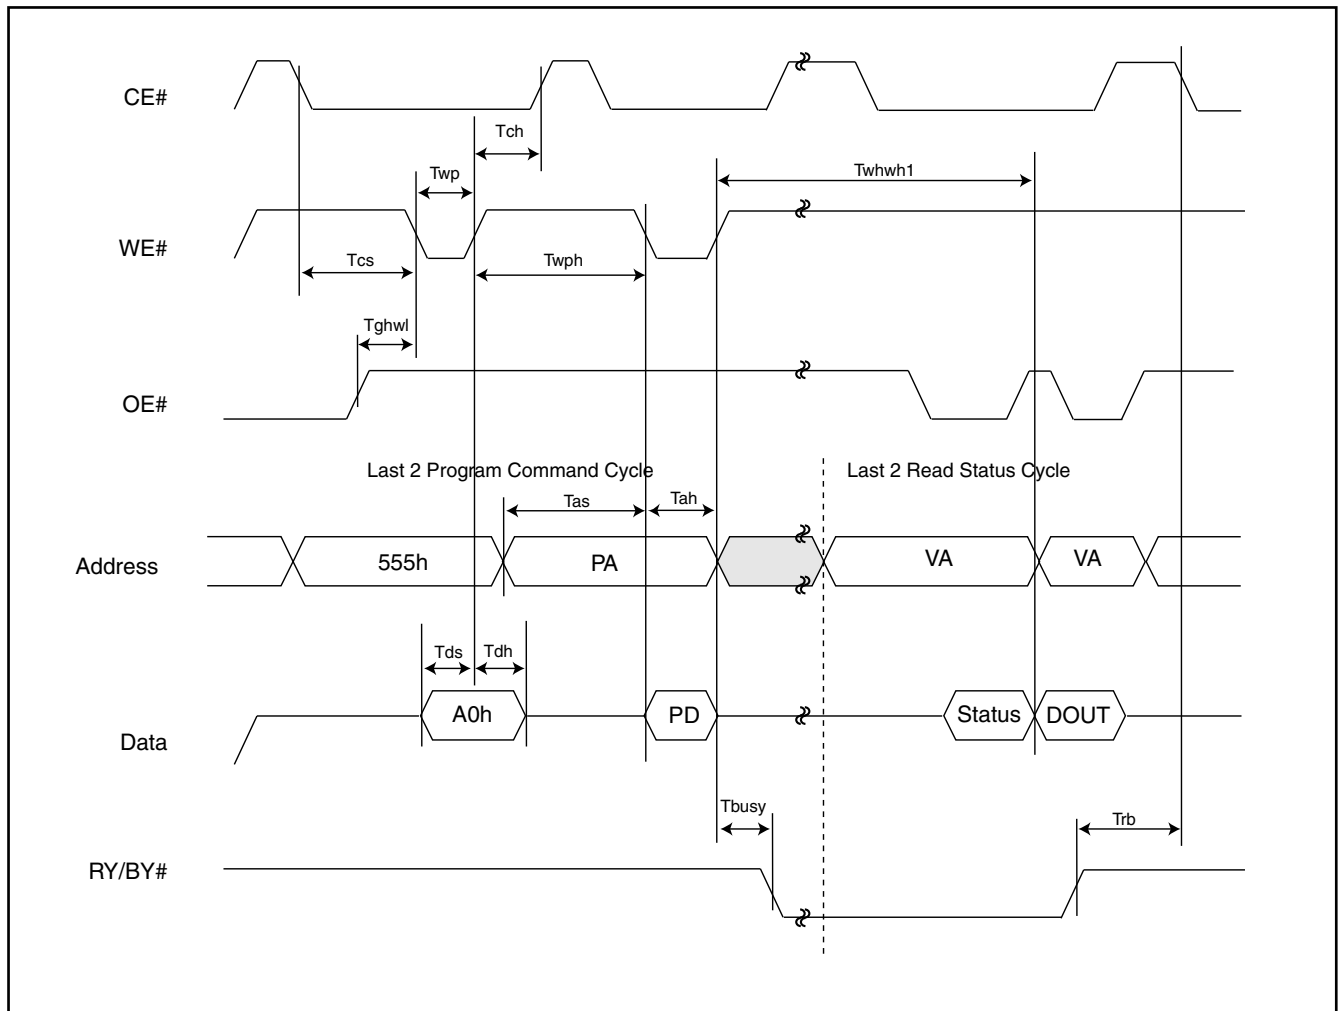 CE#
Tch
Twp
Twhwh1
WE#
Tcs
Twph
Tghwl
OE#
Last 2 Program Command Cycle
Last 2 Read Status Cycle
Tas
Tah
Address
555h
PA
VA
VA
Tds
Tdh
Data
A0h
PD
Status
DOUT
Tbusy
Trb
RY/BY#